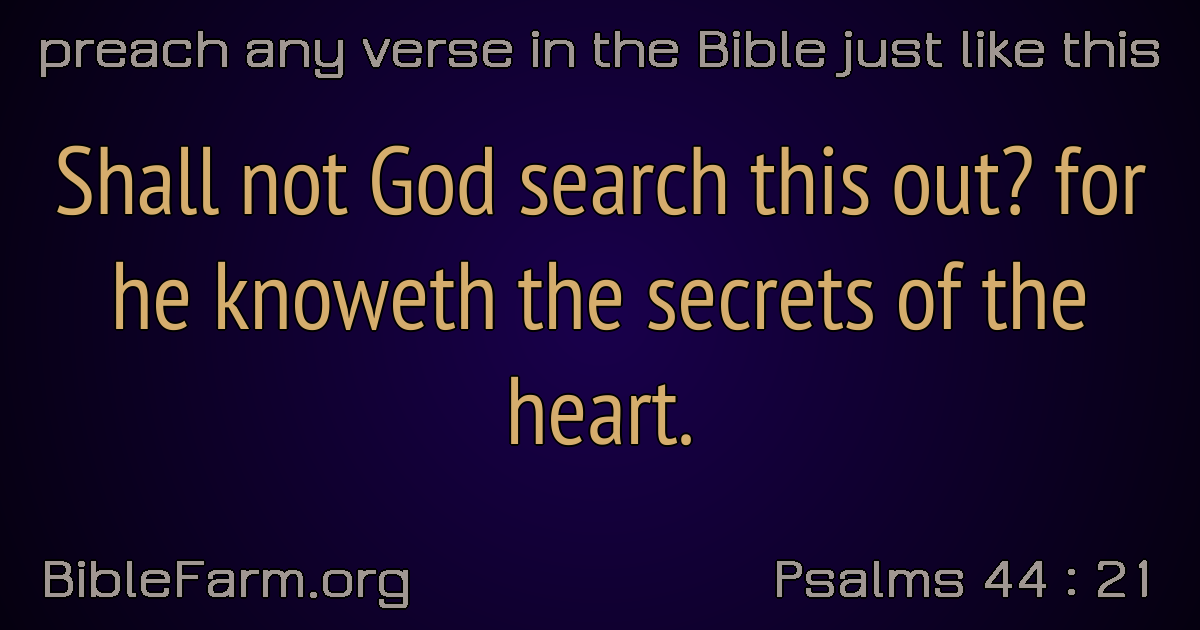 preach any verse in the Bible just like this
Shall not God search this out? for
he knoweth the secrets of the
heart.
BibleFarm.org
Psalms 44 : 21